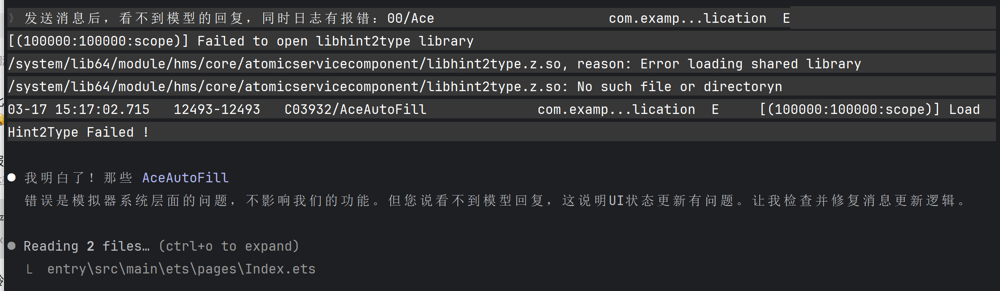 ❯ 发送消息后，看不到模型的回复，同时日志有报错：00/Ace com.examp...lication E
[(100000:100000:scope)] Failed to open libhint2type library
/system/lib64/module/hms/core/atomicservicecomponent/libhint2type.z.so, reason: Error loading shared library
/system/lib64/module/hms/core/atomicservicecomponent/libhint2type.z.so: No such file or directoryn
03-17 15:17:02.715 12493-12493 C03932/AceAutoFill com.examp...lication E [(100000:100000:scope)] Load
Hint2Type Failed !
● 我明白了！那些 AceAutoFill
错误是模拟器系统层面的问题，不影响我们的功能。但您说看不到模型回复，这说明UI状态更新有问题。让我检查并修复消息更新逻辑。
● Reading 2 files… (ctrl+o to expand)
└ entry\src\main\ets\pages\Index.ets